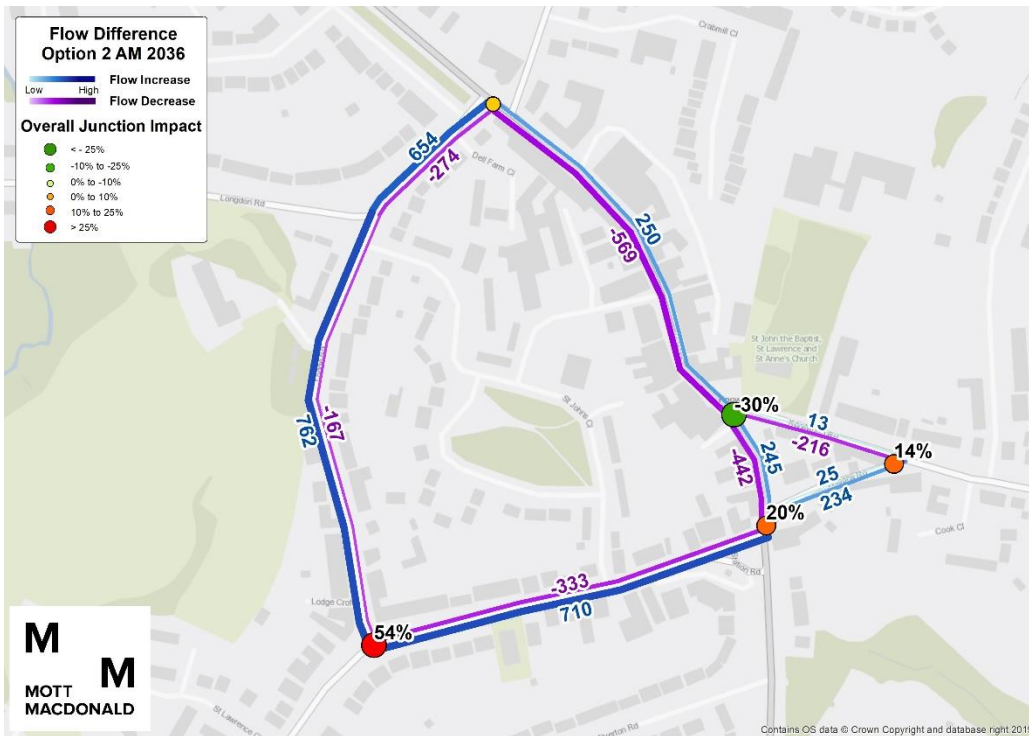 Flow Difference
Option 2 AM 2036
Flow Increase
Low High
Flow Decrease
Overall Junction Impact
< - 25%
-10% to -25%
0% to -10%
0% to 10%
10% to 25%
> 25%
Crabmill Cl
654
-274
Dell Farm Cl
Longdon Rd
250
-569
St John the Baptist,
St Lawrence and
St Anne's Church
St Johns Cl
-30%
13
-216
14%
-167
762
245
-442
25
234
20%
Cook Cl
-333
710
Station Rd
Lodge Croft
54%
St Lawrence Cl
M
M
MOTT
MACDONALD
Contains OS data © Crown Copyright and database right 201